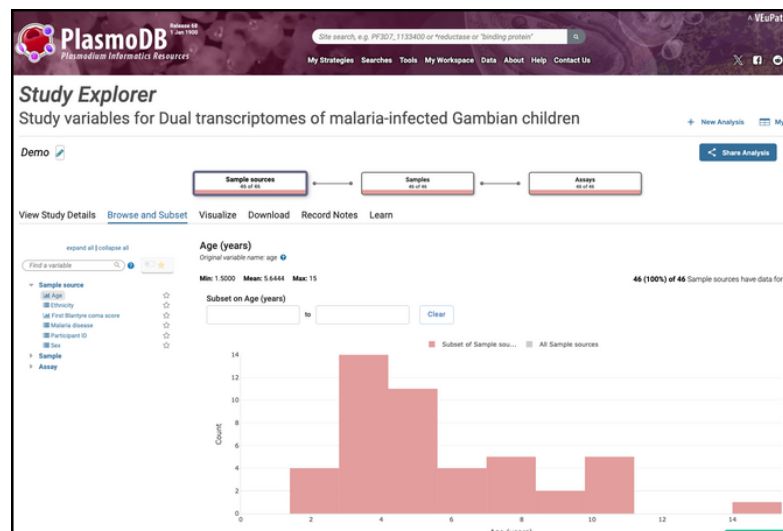 PlasmoDB
Plasmodium Informatics Resources
Release 68
1 Jan 1900
Site search, e.g. PF3D7_1133400 or *reductase or "binding protein"
A VEuPat
My Strategies Searches Tools My Workspace Data About Help Contact Us
Study Explorer
Study variables for Dual transcriptomes of malaria-infected Gambian children
+ New Analysis My
Demo
Share Analysis
Sample sources
46 of 46
Samples
46 of 46
Assays
46 of 46
View Study Details Browse and Subset Visualize Download Record Notes Learn
expand all | collapse all
Find a variable
Sample source
Age
Ethnicity
First Blantyre coma score
Malaria disease
Participant ID
Sex
Sample
Assay
Age (years)
Original variable name: age
Min: 1.5000 Mean: 5.6444 Max: 15
46 (100%) of 46 Sample sources have data for
Subset on Age (years)
to
Clear
Subset of Sample sou... All Sample sources
14
12
10
8
6
4
2
0
Count
0 2 4 6 8 10 12 14
Age (years)